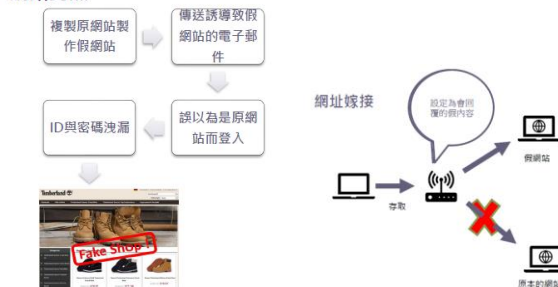 複製原網站製
作假網站
傳送誘導致假
網站的電子郵
件
ID與密碼洩漏
誤以為是原網
站而登入
Timberland
Fake Shop !
網址嫁接
設定為會回
覆的假內容
假網站
存取
原本的網站